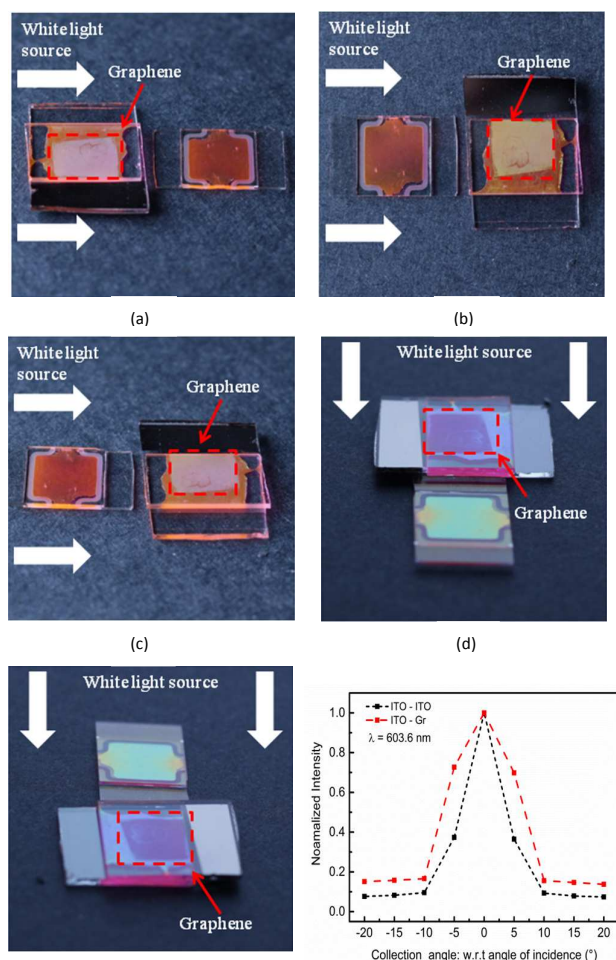 White light
source
Graphene
(a)
White light
source
Graphene
(b)
White light
source
Graphene
(c)
White light source
Graphene
(d)
White light source
Graphene
ITO - ITO
ITO - Gr
λ = 603.6 nm
Noamalized Intensity
1.0
0.8
0.6
0.4
0.2
0.0
-20 -15 -10 -5 0 5 10 15 20
Collection angle: w.r.t angle of incidence (°)